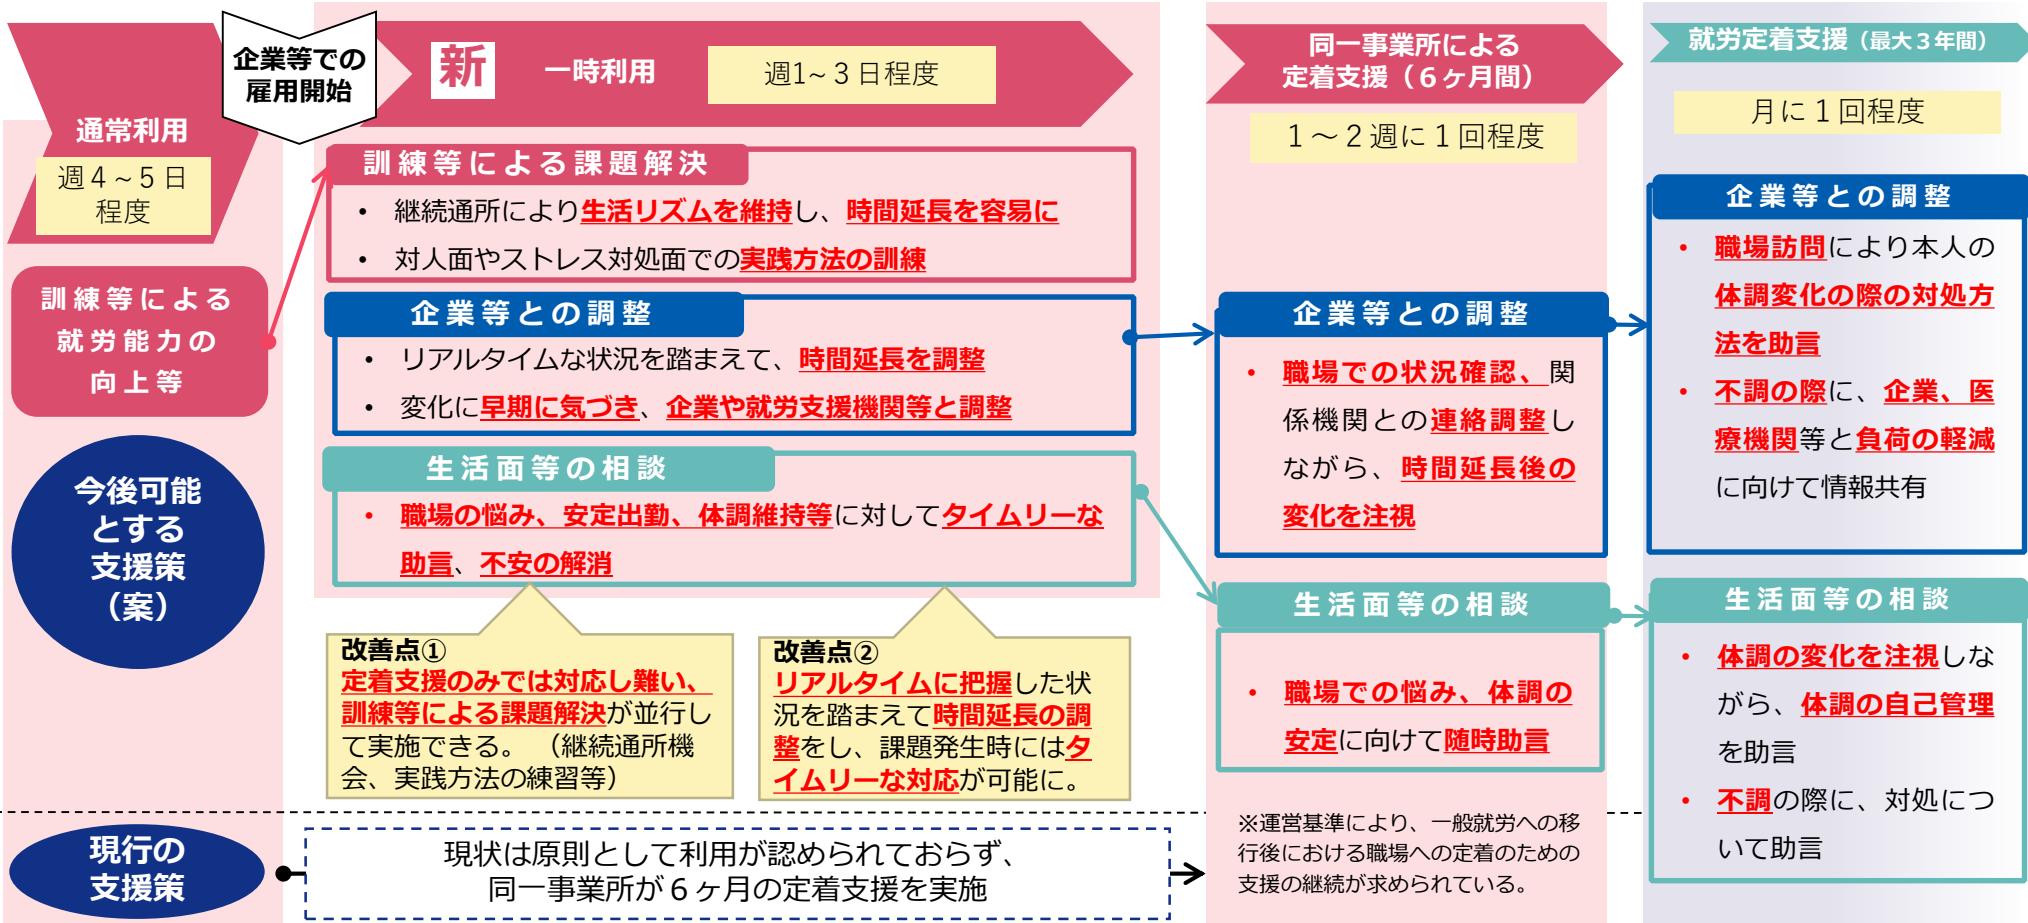 通常利用
週４～５日
程度
企業等での
雇用開始
新
一時利用
週1～３日程度
同一事業所による
定着支援（６ヶ月間）
１～２週に１回程度
就労定着支援（最大３年間）
月に１回程度
訓練等による
就労能力の
向上等
訓練等による課題解決
• 継続通所により生活リズムを維持し、時間延長を容易に
• 対人面やストレス対処面での実践方法の訓練
企業等との調整
• リアルタイムな状況を踏まえて、時間延長を調整
• 変化に早期に気づき、企業や就労支援機関等と調整
生活面等の相談
• 職場の悩み、安定出勤、体調維持等に対してタイムリーな
助言、不安の解消
企業等との調整
• 職場での状況確認、関
係機関との連絡調整し
ながら、時間延長後の
変化を注視
生活面等の相談
• 職場での悩み、体調の
安定に向けて随時助言
企業等との調整
• 職場訪問により本人の
体調変化の際の対処方
法を助言
• 不調の際に、企業、医
療機関等と負荷の軽減
に向けて情報共有
生活面等の相談
• 体調の変化を注視しな
がら、体調の自己管理
を助言
• 不調の際に、対処につ
いて助言
今後可能
とする
支援策
（案）
改善点①
定着支援のみでは対応し難い、
訓練等による課題解決が並行し
て実施できる。 （継続通所機
会、実践方法の練習等）
改善点②
リアルタイムに把握した状
況を踏まえて時間延長の調
整をし、課題発生時にはタ
イムリーな対応が可能に。
現行の
支援策
現状は原則として利用が認められておらず、
同一事業所が６ヶ月の定着支援を実施
※運営基準により、一般就労への移
行後における職場への定着のための
支援の継続が求められている。